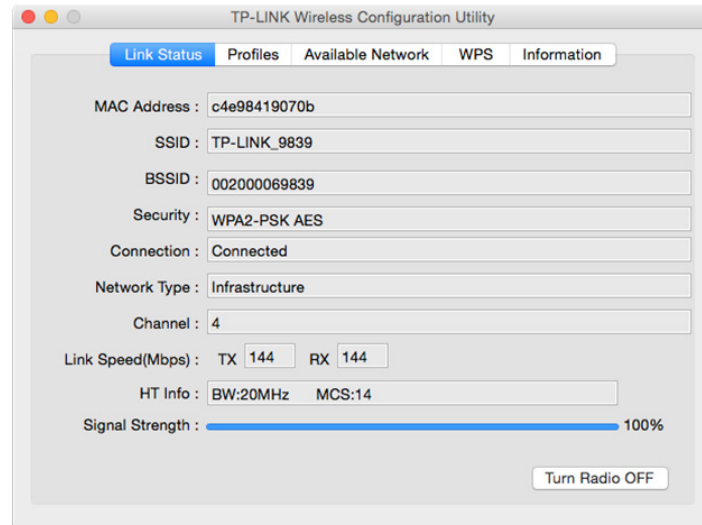 TP-LINK Wireless Configuration Utility
Link Status Profiles Available Network WPS Information
MAC Address : c4e98419070b
SSID : TP-LINK_9839
BSSID : 002000069839
Security : WPA2-PSK AES
Connection : Connected
Network Type : Infrastructure
Channel : 4
Link Speed(Mbps) : TX 144 RX 144
HT Info : BW:20MHz MCS:14
Signal Strength : 100%
Turn Radio OFF